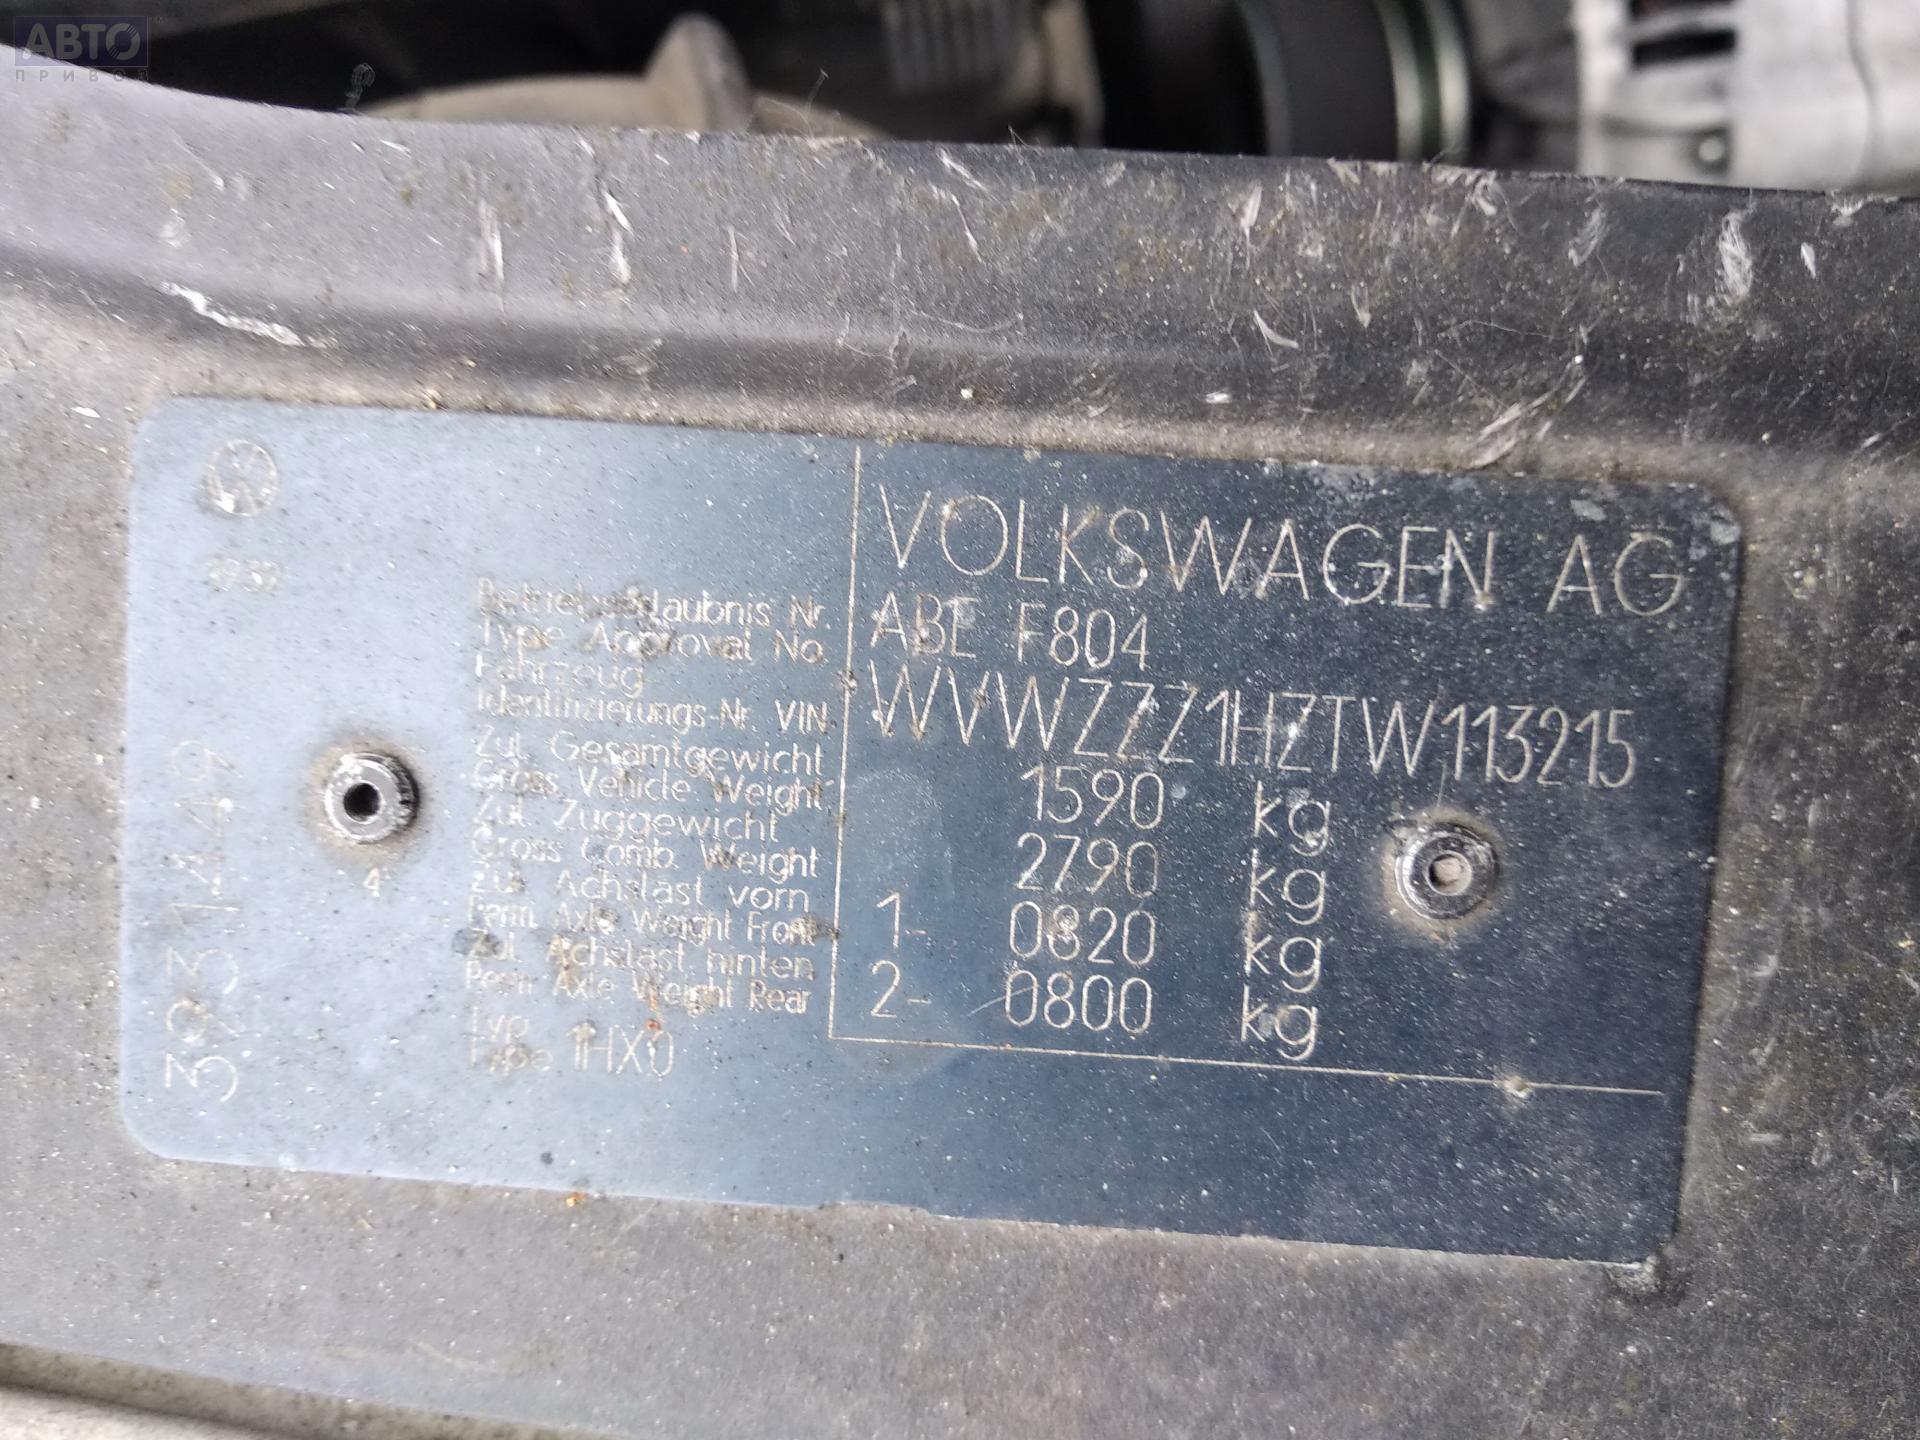 АВТО
ПРИВОЗ
VOLKSWAGEN AG
Betriebserlaubnis Nr.
Type Approval No.
ABE F804
Fahrzeug
Identifizierungs-Nr. VIN
WVWZZZ1HZTW113215
Zul. Gesamtgewicht
Gross Vehicle Weight
1590 kg
Zul. Zuggewicht
Gross Comb. Weight
2790 kg
Zul. Achslast vorn
Perm. Axle Weight Front
1- 0820 kg
Zul. Achslast hinten
Perm. Axle Weight Rear
2- 0800 kg
Typ
Type 1HX0
4
3231449